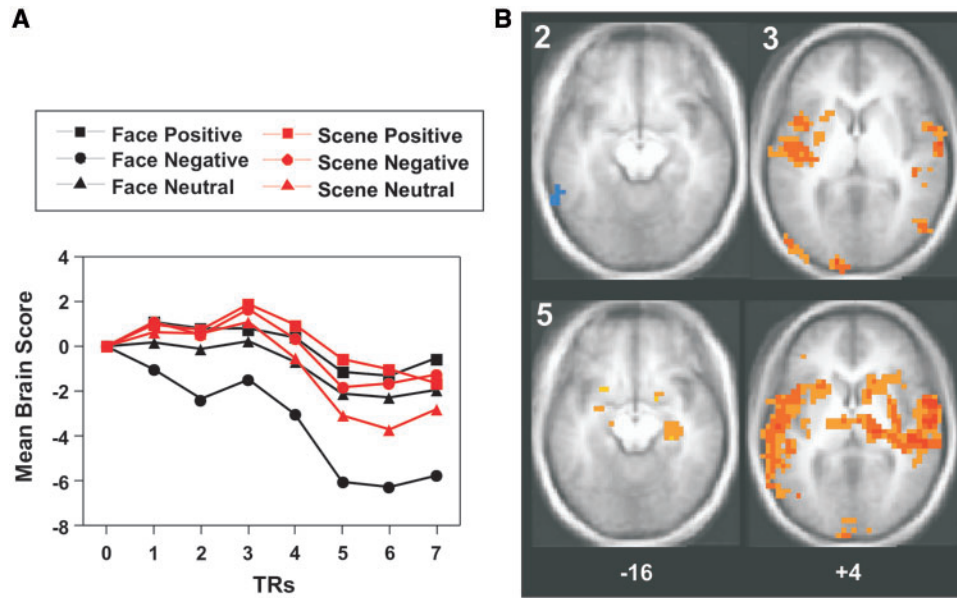 A
Face Positive
Face Negative
Face Neutral
Scene Positive
Scene Negative
Scene Neutral
Mean Brain Score
4
2
0
-2
-4
-6
-8
0 1 2 3 4 5 6 7
TRs
B
2 3
5
-16 +4